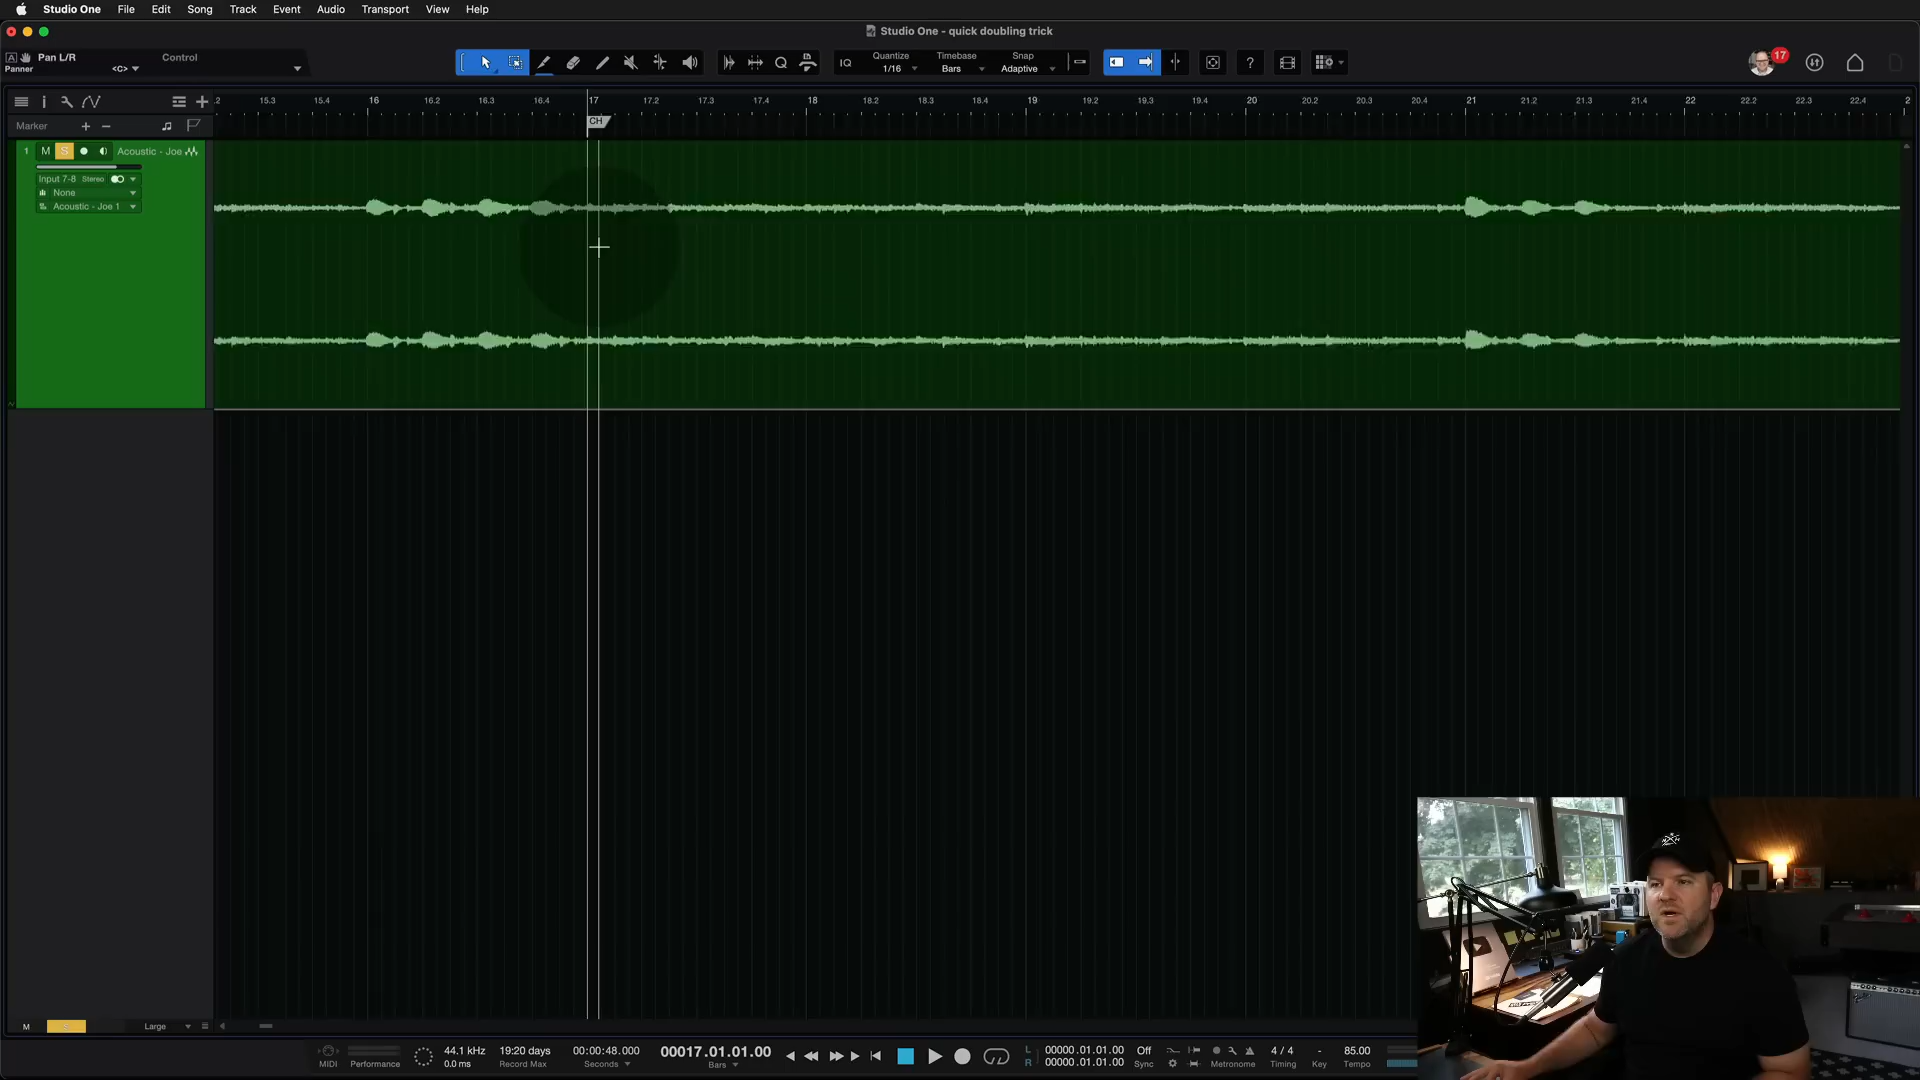 Studio One File Edit Song Track Event Audio Transport View Help
Studio One - quick doubling trick
Pan L/R Control
Panner <C>
IQ Quantize 1/16 Timebase Bars Snap Adaptive
Q ? 17
.2 15.3 15.4 16 16.2 16.3 16.4 17 17.2 17.3 17.4 18 18.2 18.3 18.4 19 19.2 19.3 19.4 20 20.2 20.3 20.4 21 21.2 21.3 21.4 22 22.2 22.3 22.4 2
Marker + - CH
1 M S Acoustic - Joe
Input 7-8 Stereo
None
Acoustic - Joe 1
M S Large
44.1 kHz 19:20 days 00:00:48.000 00017.01.01.00 L 00000.01.01.00 Off 4 / 4 - 85.00
MIDI Performance 0.0 ms Record Max Seconds Bars R 00000.01.01.00 Sync Metronome Timing Key Tempo